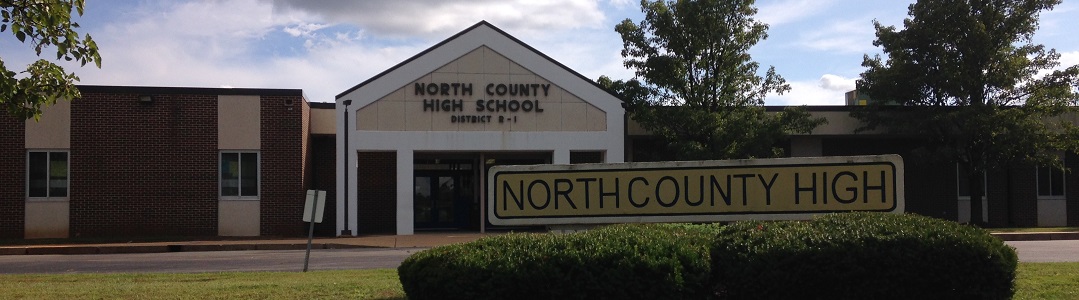 NORTH COUNTY
HIGH SCHOOL
DISTRICT R-1
NORTH COUNTY HIGH